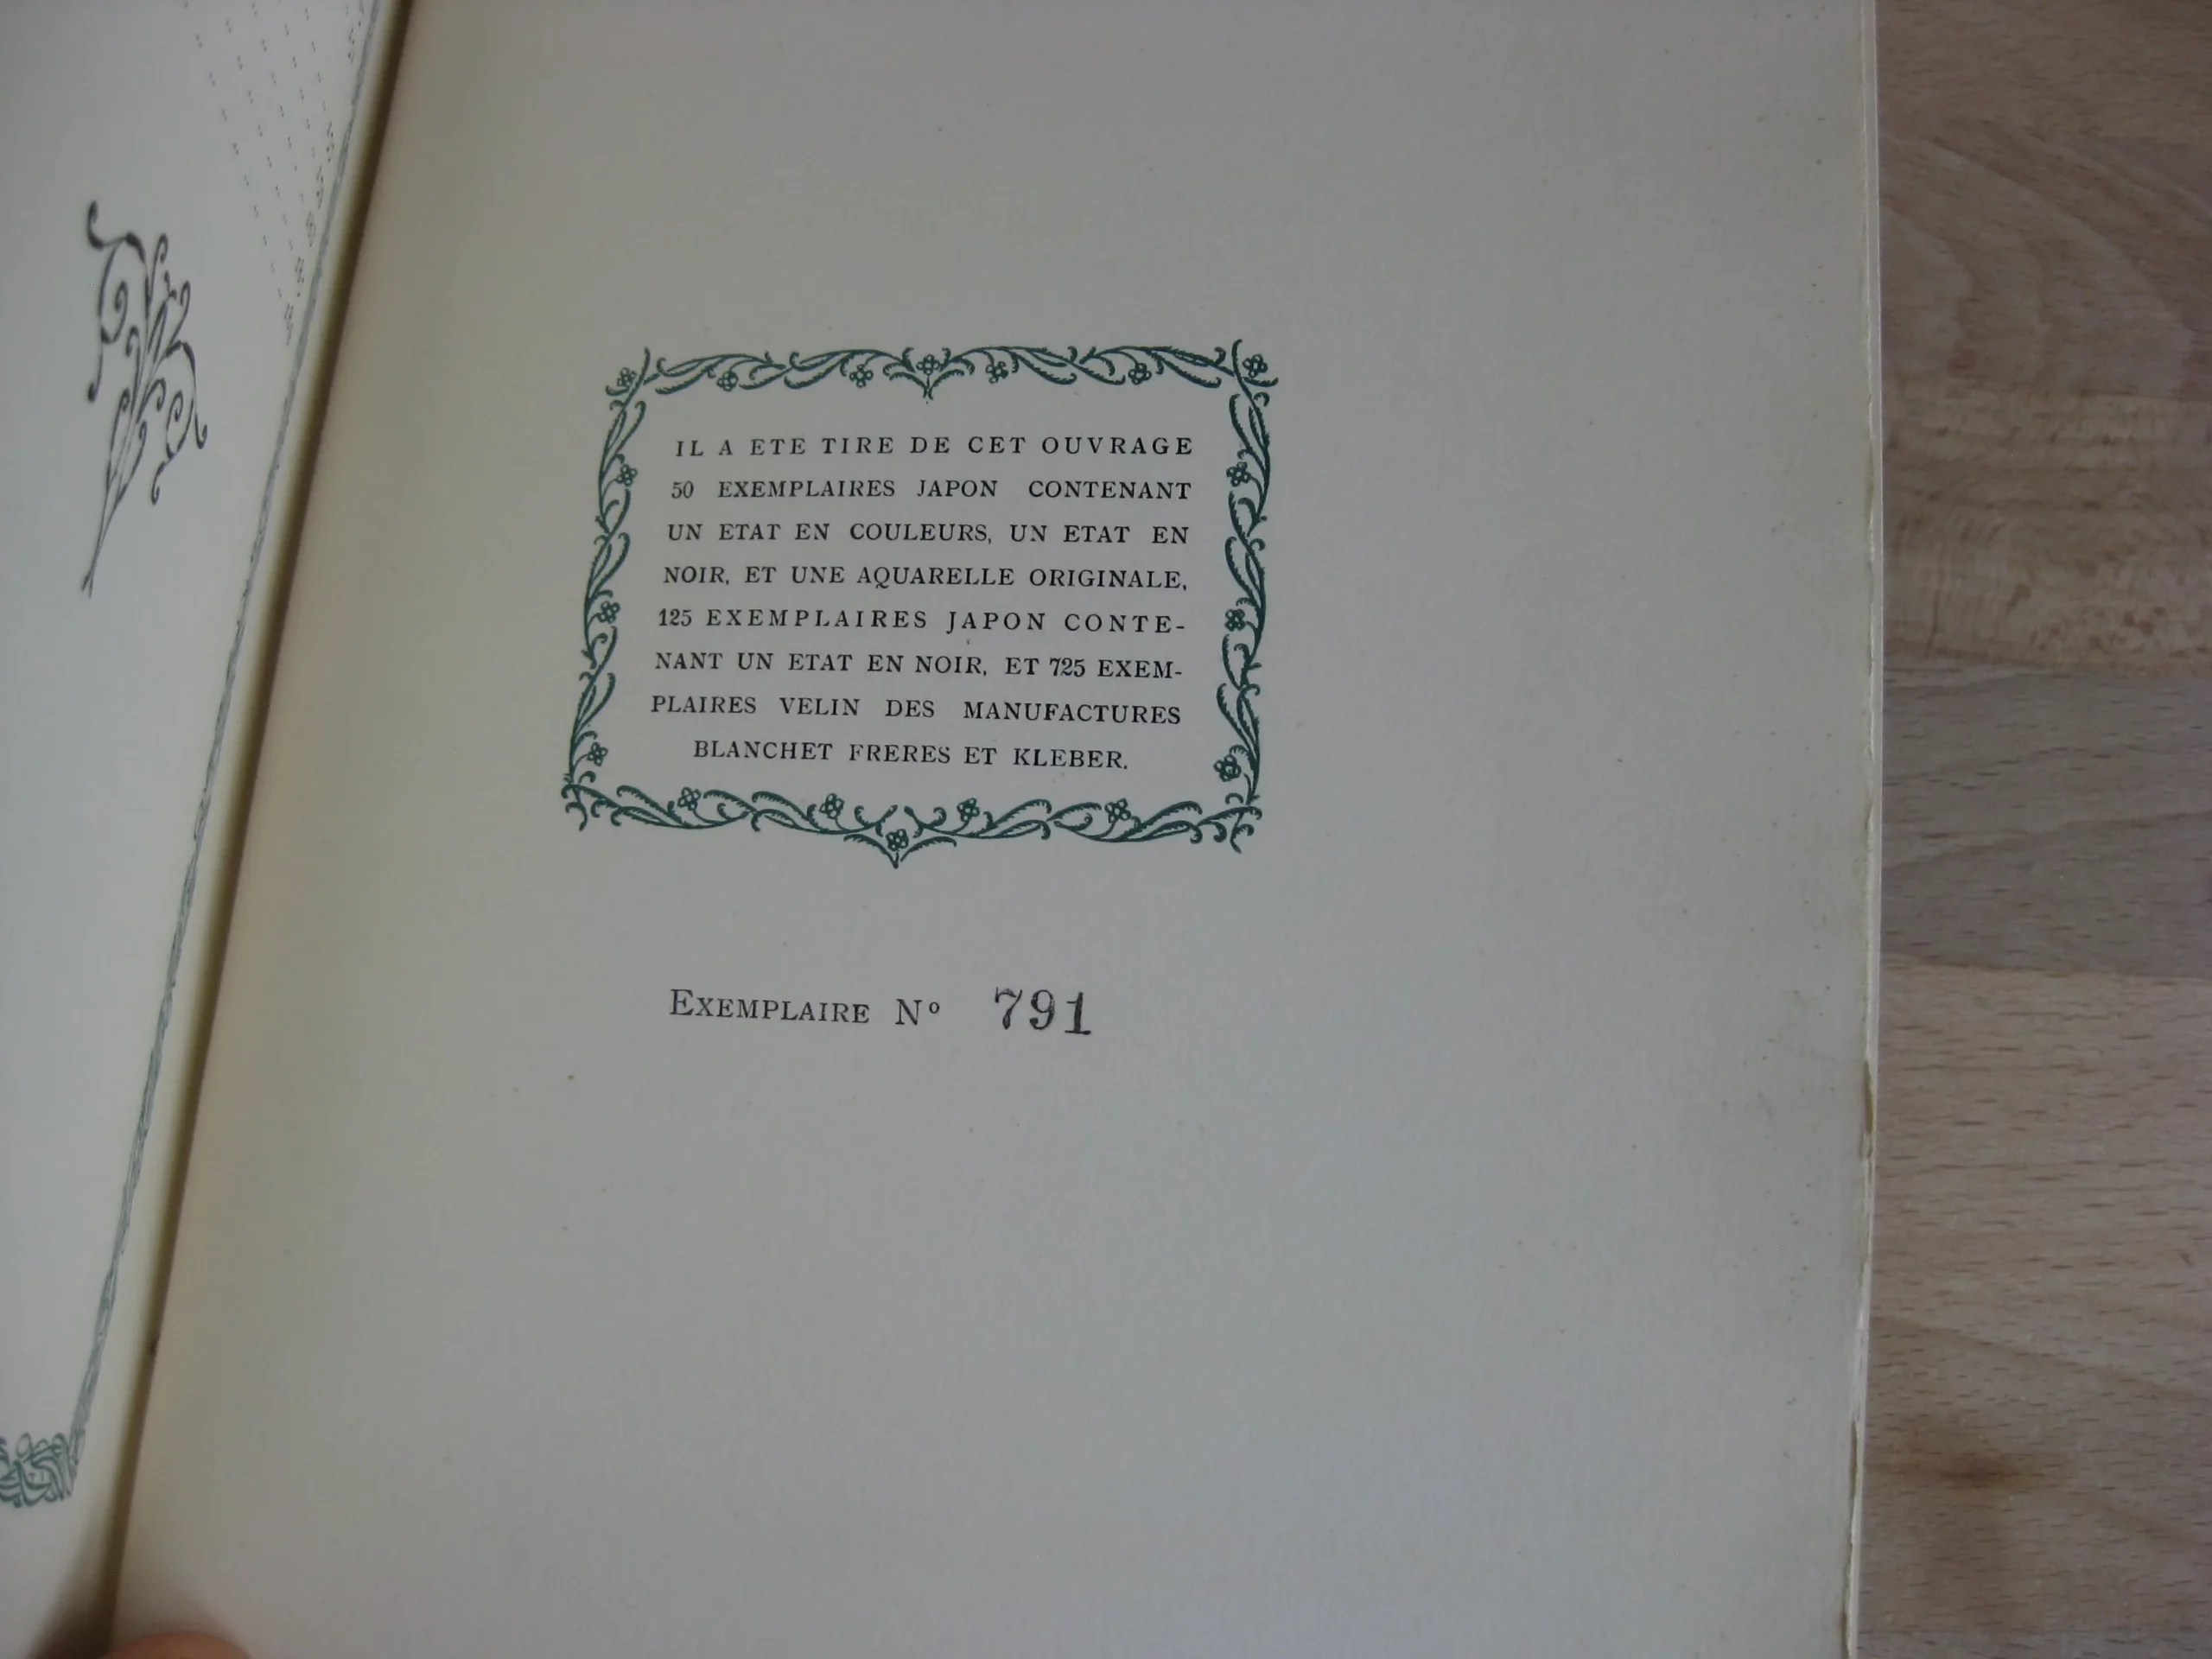 IL A ETE TIRE DE CET OUVRAGE
50 EXEMPLAIRES JAPON CONTENANT
UN ETAT EN COULEURS, UN ETAT EN
NOIR, ET UNE AQUARELLE ORIGINALE,
125 EXEMPLAIRES JAPON CONTE-
NANT UN ETAT EN NOIR, ET 725 EXEM-
PLAIRES VELIN DES MANUFACTURES
BLANCHET FRERES ET KLEBER.
EXEMPLAIRE Nº 791